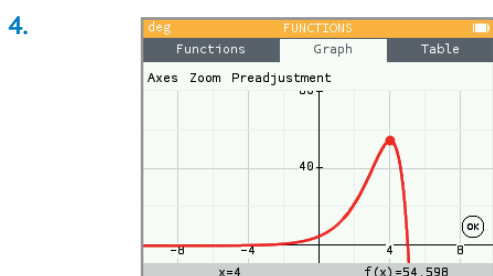 4.
deg FUNCTIONS
Functions Graph Table
Axes Zoom Preadjustment
40
-8 -4 4 8
OK
x=4 f(x)=54.598